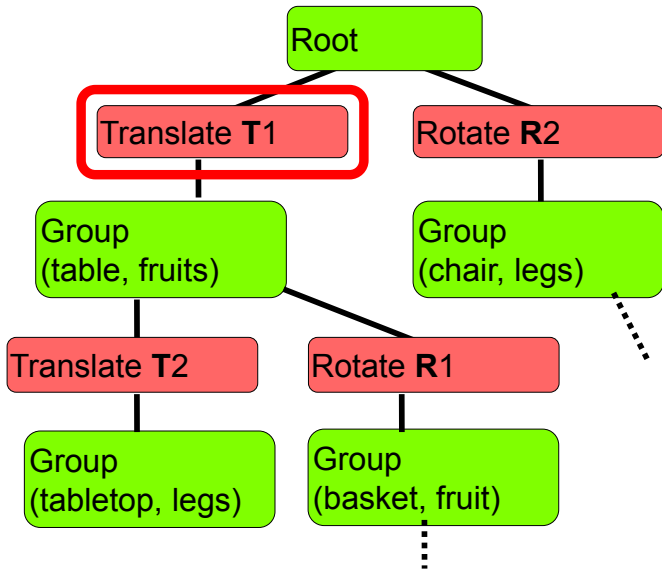 Root
Translate T1
Rotate R2
Group
(table, fruits)
Group
(chair, legs)
Translate T2
Rotate R1
Group
(tabletop, legs)
Group
(basket, fruit)